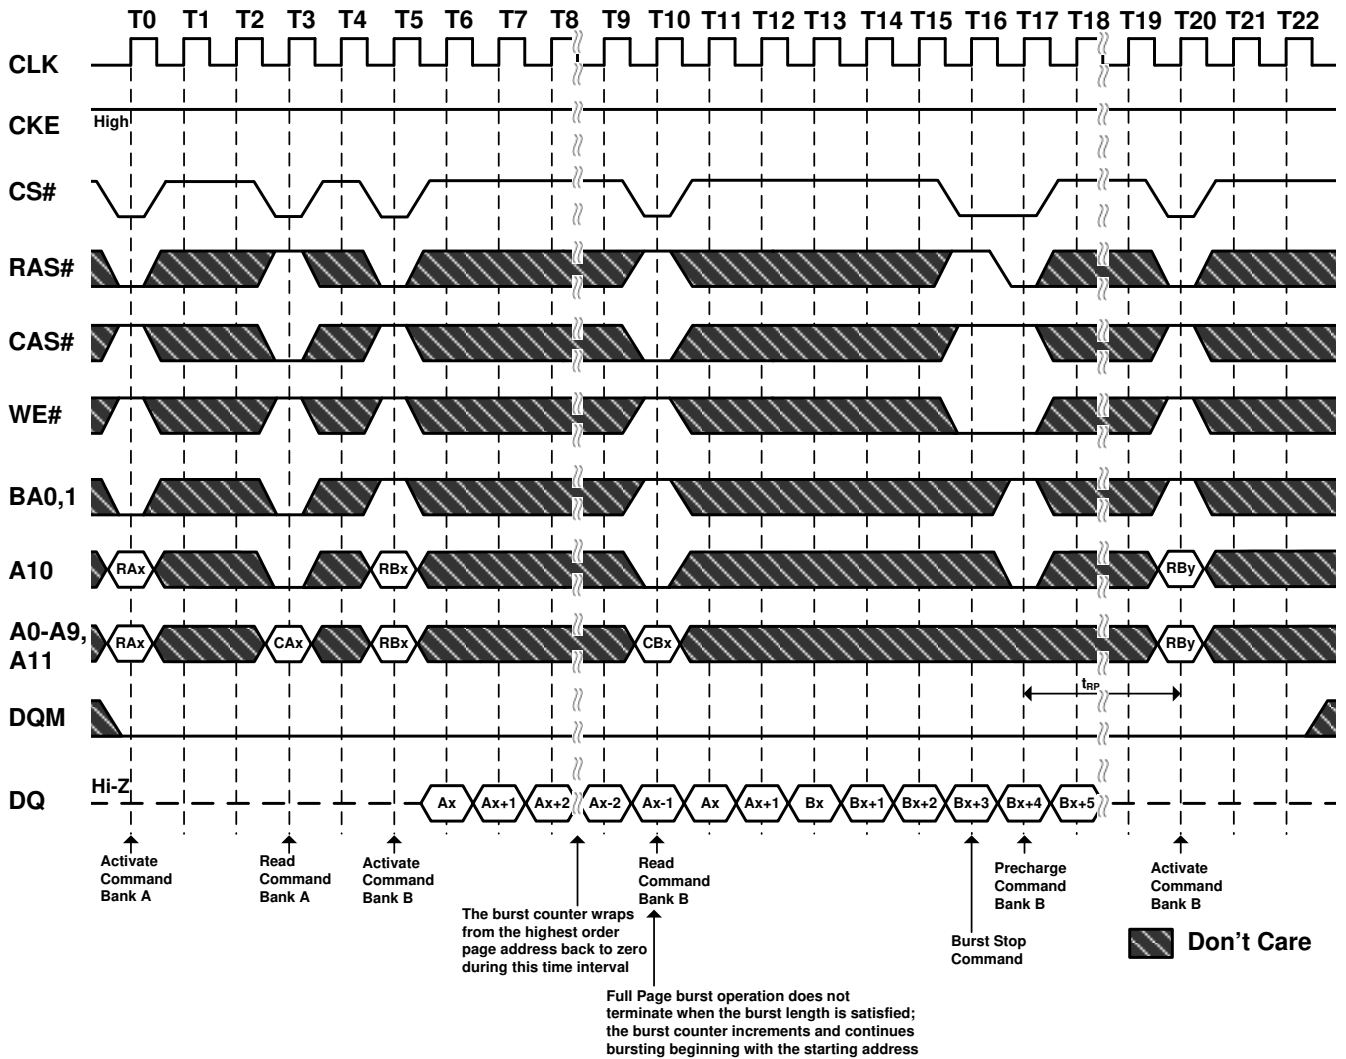 T0 T1 T2 T3 T4 T5 T6 T7 T8 T9 T10 T11 T12 T13 T14 T15 T16 T17 T18 T19 T20 T21 T22
CLK
CKE
High
CS#
RAS#
CAS#
WE#
BA0,1
A10
RAx RBx RBy
A0-A9,
A11
RAx CAx RBx CBx RBy
tRP
DQM
DQ
Hi-Z
Ax Ax+1 Ax+2 Ax-2 Ax-1 Ax Ax+1 Bx Bx+1 Bx+2 Bx+3 Bx+4 Bx+5
Activate
Command
Bank A
Read
Command
Bank A
Activate
Command
Bank B
The burst counter wraps
from the highest order
page address back to zero
during this time interval
Read
Command
Bank B
Full Page burst operation does not
terminate when the burst length is satisfied;
the burst counter increments and continues
bursting beginning with the starting address
Burst Stop
Command
Precharge
Command
Bank B
Activate
Command
Bank B
Don't Care